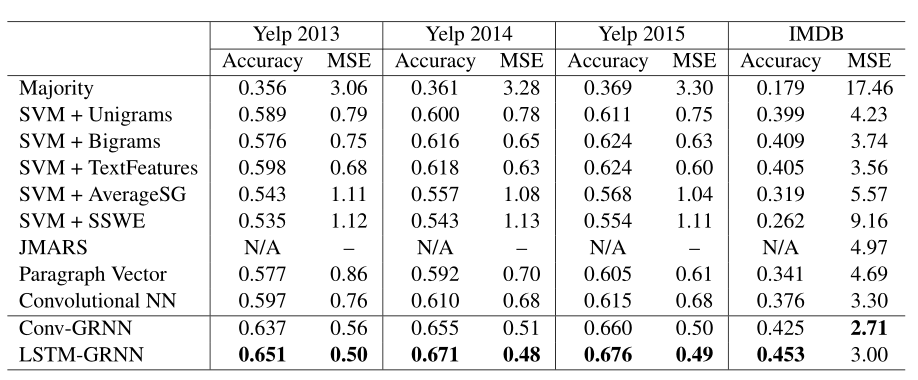 Yelp 2013 Yelp 2014 Yelp 2015 IMDB
Accuracy MSE Accuracy MSE Accuracy MSE Accuracy MSE
Majority 0.356 3.06 0.361 3.28 0.369 3.30 0.179 17.46
SVM + Unigrams 0.589 0.79 0.600 0.78 0.611 0.75 0.399 4.23
SVM + Bigrams 0.576 0.75 0.616 0.65 0.624 0.63 0.409 3.74
SVM + TextFeatures 0.598 0.68 0.618 0.63 0.624 0.60 0.405 3.56
SVM + AverageSG 0.543 1.11 0.557 1.08 0.568 1.04 0.319 5.57
SVM + SSWE 0.535 1.12 0.543 1.13 0.554 1.11 0.262 9.16
JMARS N/A – N/A – N/A – N/A 4.97
Paragraph Vector 0.577 0.86 0.592 0.70 0.605 0.61 0.341 4.69
Convolutional NN 0.597 0.76 0.610 0.68 0.615 0.68 0.376 3.30
Conv-GRNN 0.637 0.56 0.655 0.51 0.660 0.50 0.425 2.71
LSTM-GRNN 0.651 0.50 0.671 0.48 0.676 0.49 0.453 3.00